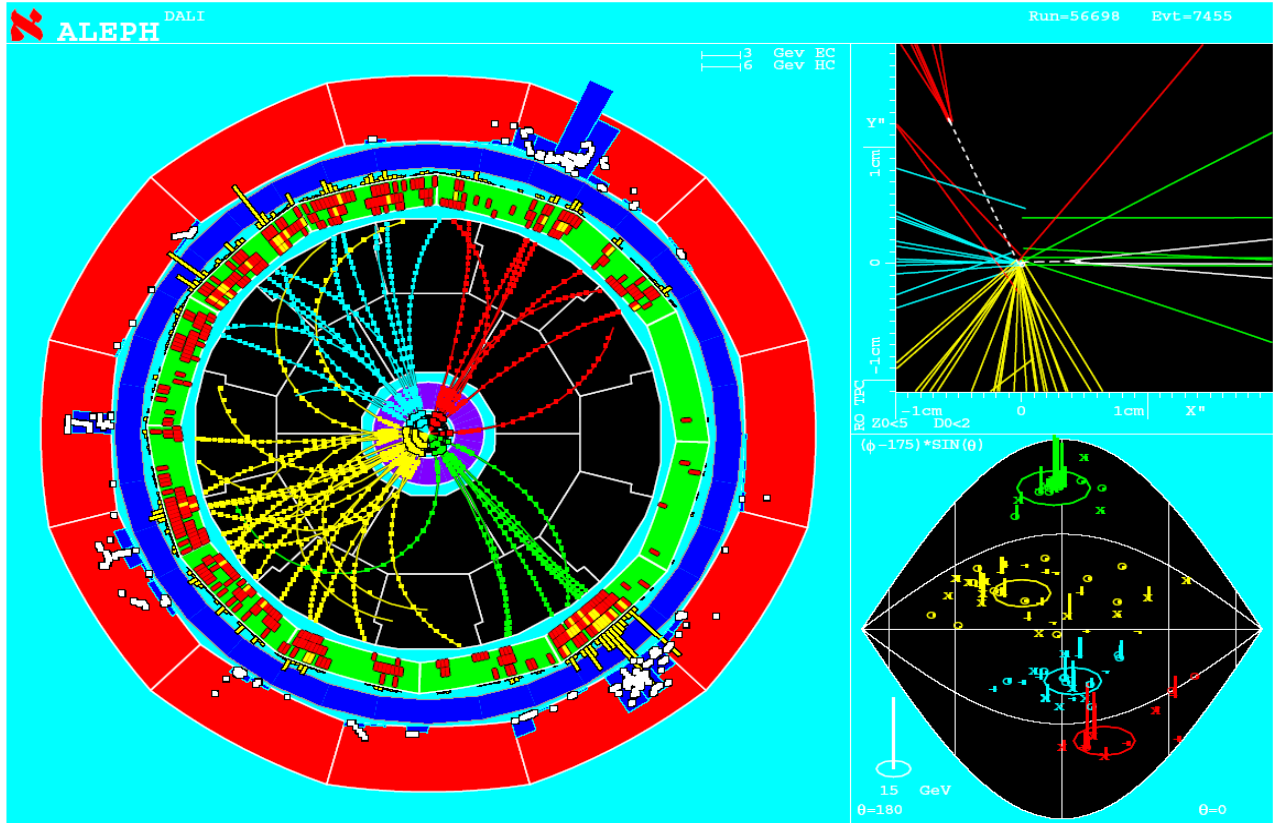 DALI
ALEPH
Run=56698 Evt=7455
3 Gev EC
6 Gev HC
Y"
1cm
0
-1cm
-1cm 0 1cm X"
RO TPC
Z0<5 D0<2
(φ-175)*SIN(θ)
15 GeV
θ=180 θ=0